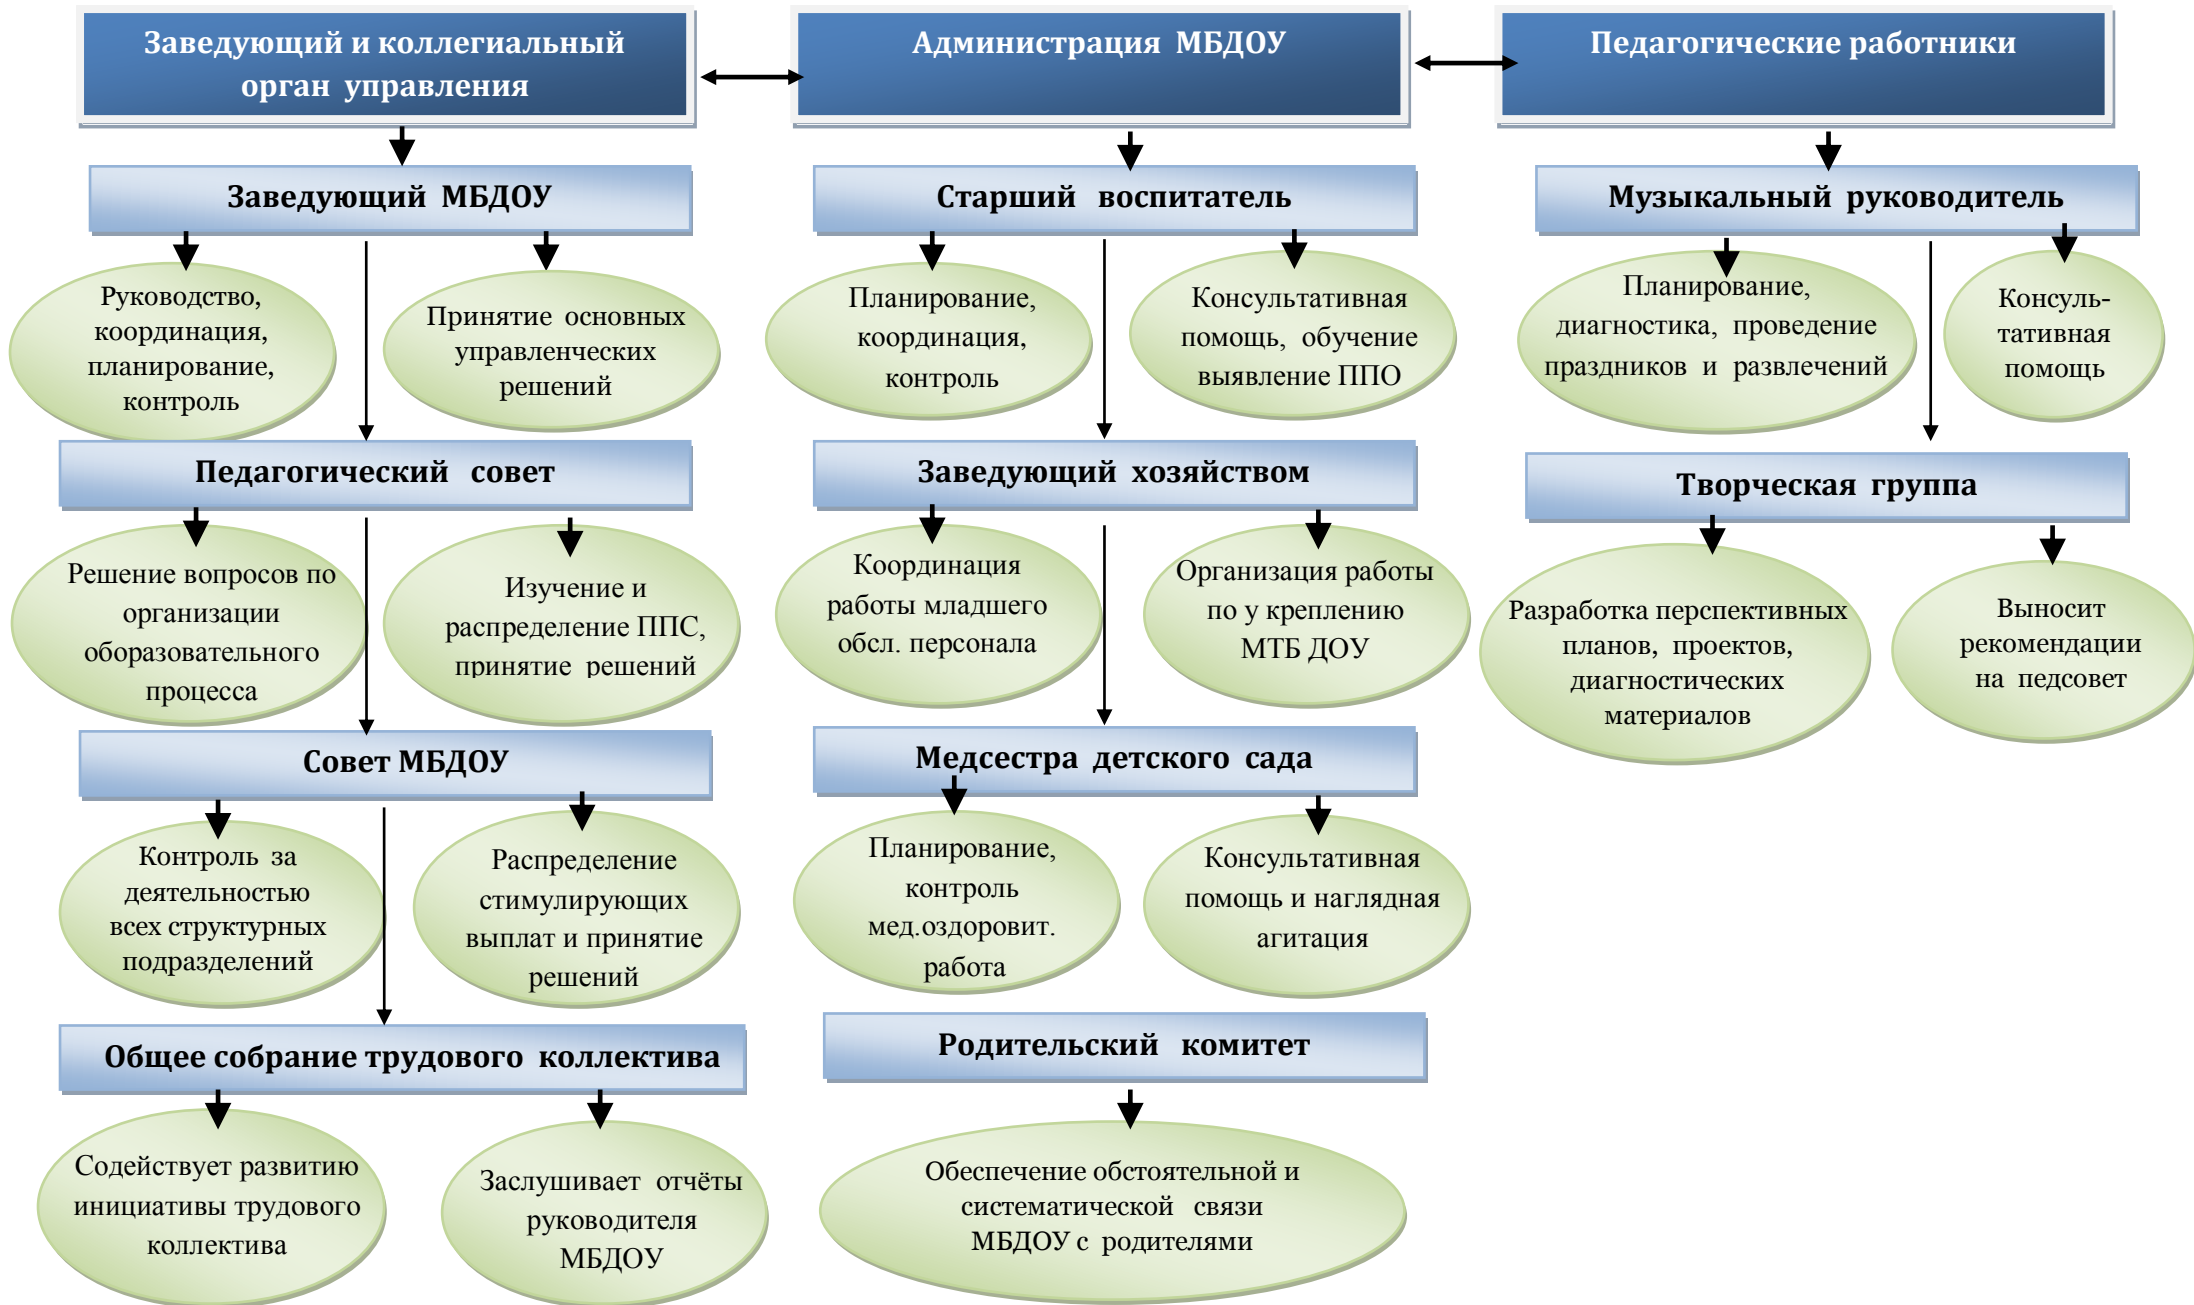 Заведующий и коллегиальный
орган управления
Администрация МБДОУ
Педагогические работники
Заведующий МБДОУ
Старший воспитатель
Музыкальный руководитель
Руководство,
координация,
планирование,
контроль
Принятие основных
управленческих
решений
Планирование,
координация,
контроль
Консультативная
помощь, обучение
выявление ППО
Планирование,
диагностика, проведение
праздников и развлечений
Консуль-
тативная
помощь
Педагогический совет
Заведующий хозяйством
Творческая группа
Решение вопросов по
организации
оборазовательного
процесса
Изучение и
распределение ППС,
принятие решений
Координация
работы младшего
обсл. персонала
Организация работы
по у креплению
МТБ ДОУ
Разработка перспективных
планов, проектов,
диагностических
материалов
Выносит
рекомендации
на педсовет
Совет МБДОУ
Медсестра детского сада
Контроль за
деятельностью
всех структурных
подразделений
Распределение
стимулирующих
выплат и принятие
решений
Планирование,
контроль
мед.оздоровит.
работа
Консультативная
помощь и наглядная
агитация
Общее собрание трудового коллектива
Родительский комитет
Содействует развитию
инициативы трудового
коллектива
Заслушивает отчёты
руководителя
МБДОУ
Обеспечение обстоятельной и
систематической связи
МБДОУ с родителями